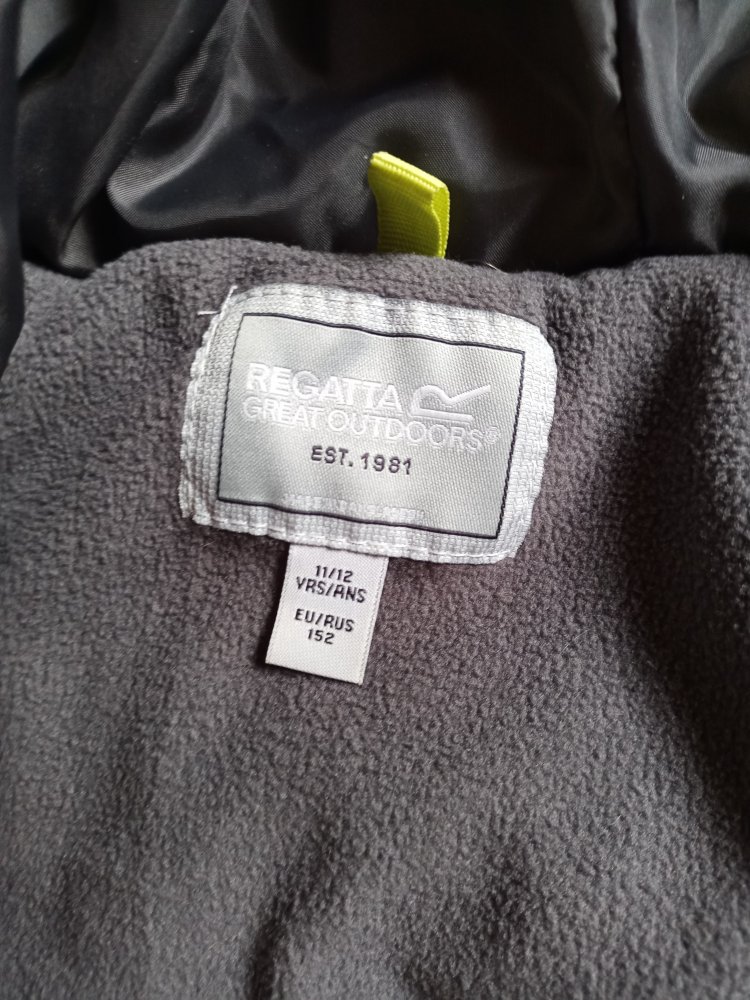 REGATTA
GREAT OUTDOORS®
EST. 1981
11/12
YRS/ANS
EU/RUS
152